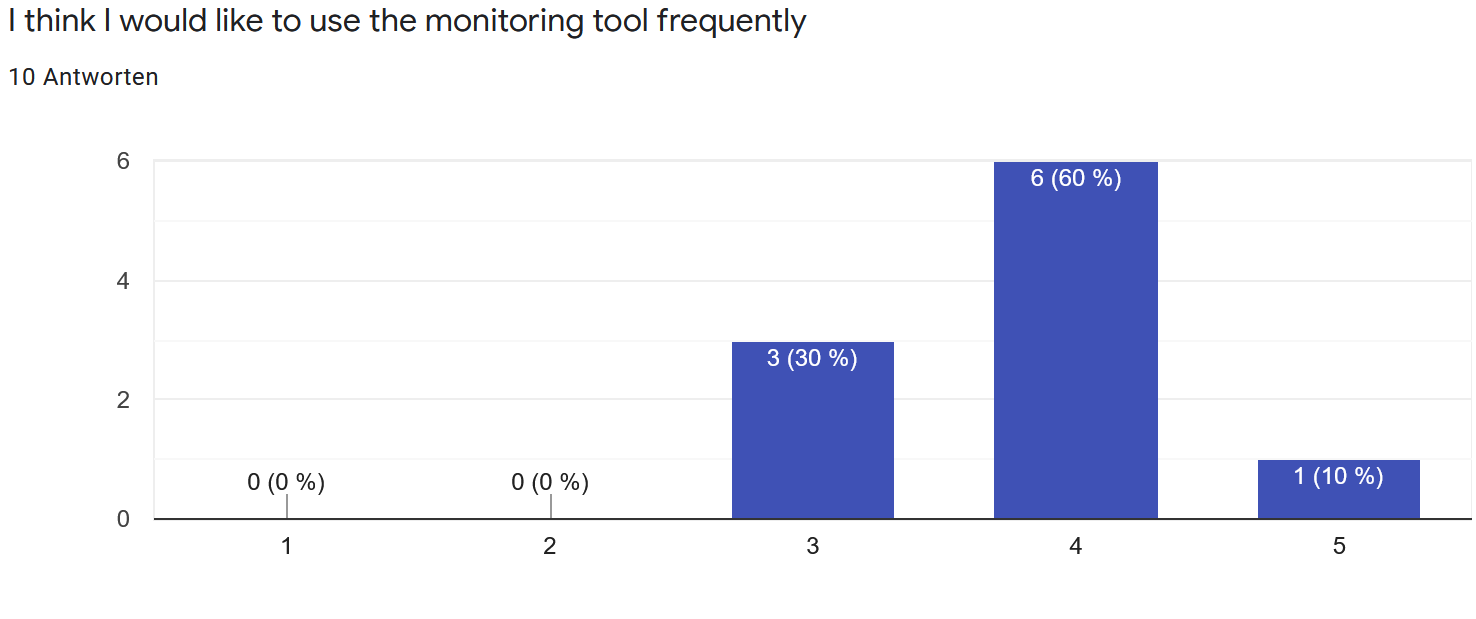 I think I would like to use the monitoring tool frequently
10 Antworten
6
4
2
0
0 (0 %)
0 (0 %)
3 (30 %)
6 (60 %)
1 (10 %)
1
2
3
4
5